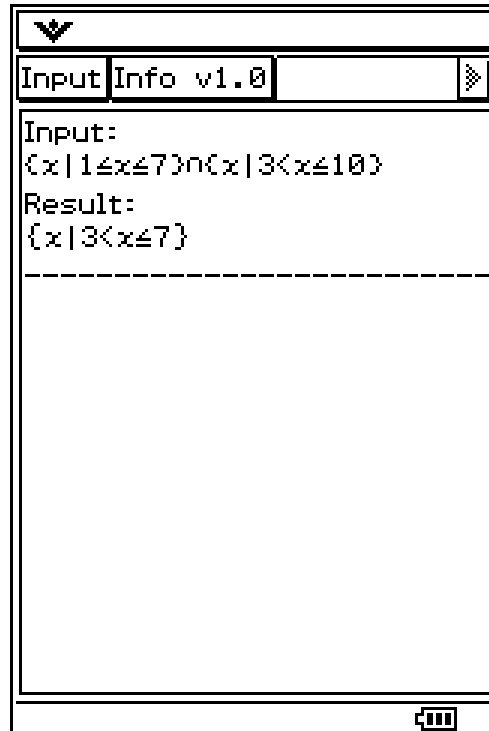 Input Info v1.0
Input:
{x|1≤x≤7}∩{x|3<x≤10}
Result:
{x|3<x≤7}